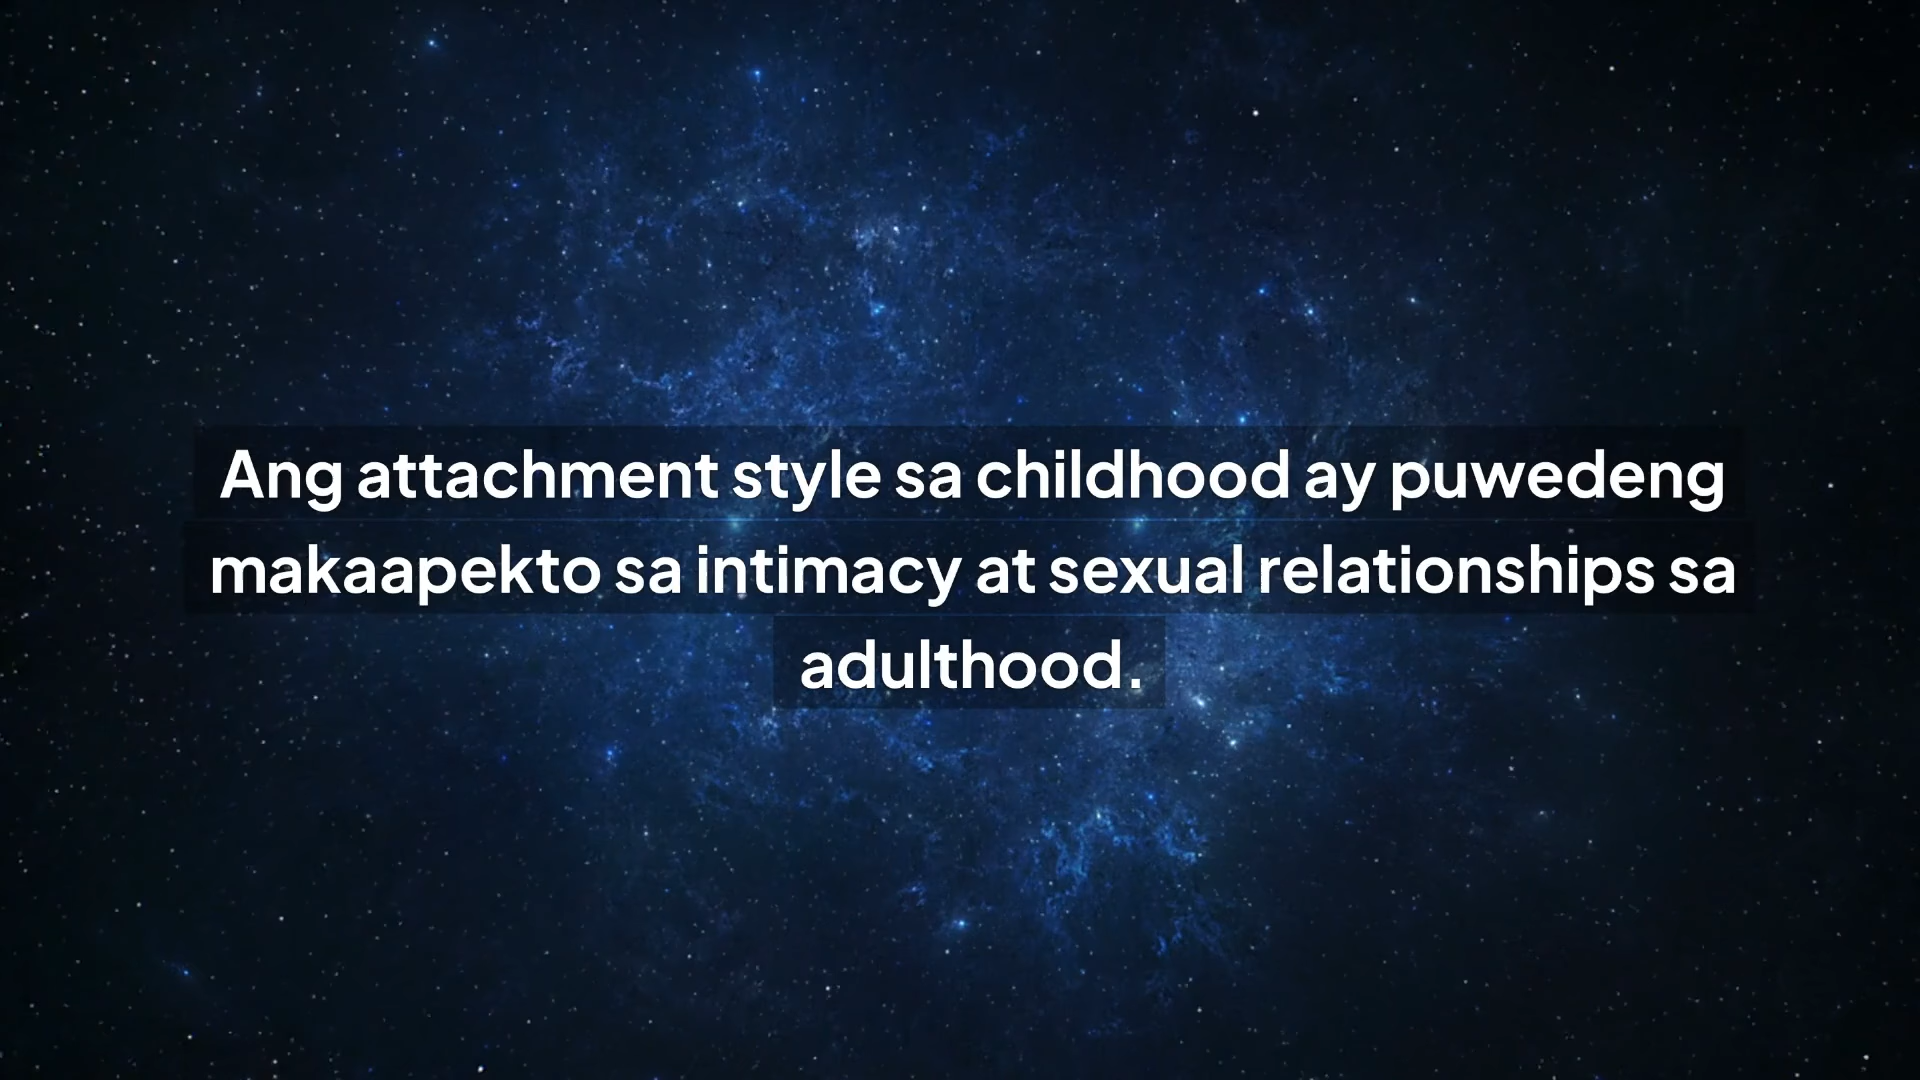 Ang attachment style sa childhood ay puwedeng
makaapekto sa intimacy at sexual relationships sa
adulthood.